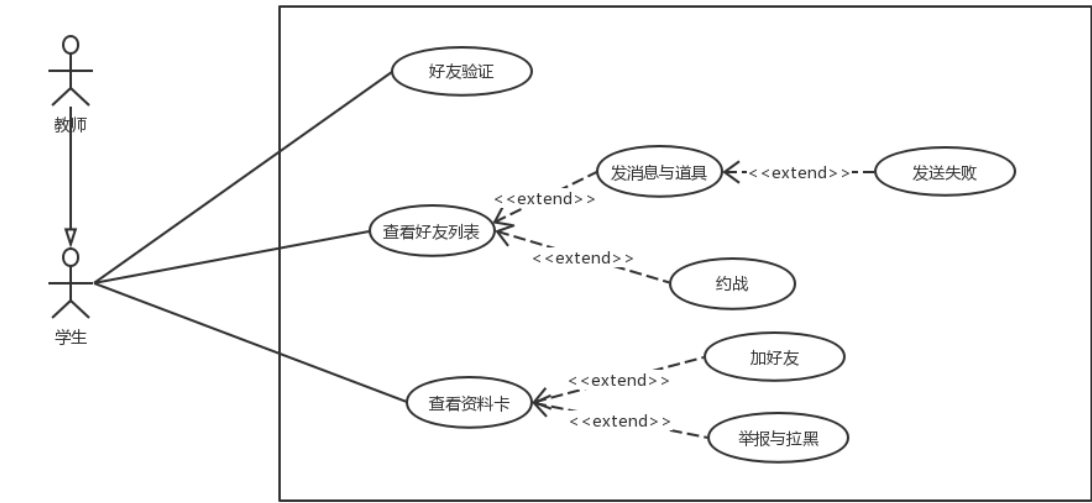 好友验证
教师
发消息与道具
<<extend>>
发送失败
<<extend>>
查看好友列表
<<extend>>
约战
学生
加好友
<<extend>>
查看资料卡
<<extend>>
举报与拉黑